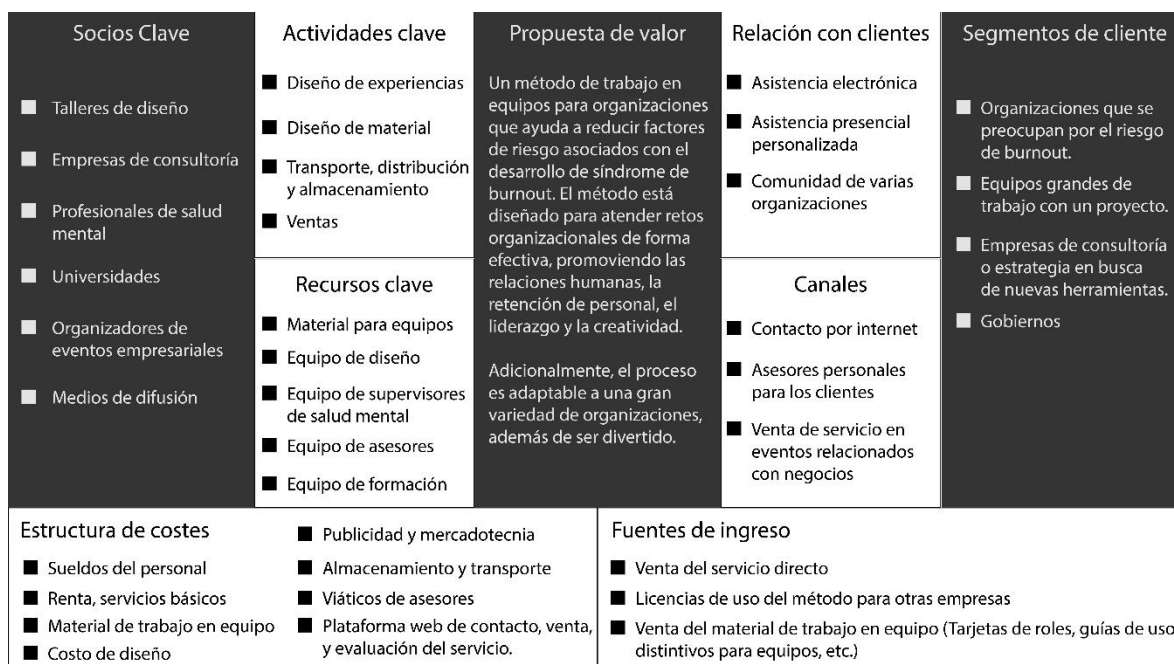 Socios Clave
Talleres de diseño
Empresas de consultoría
Profesionales de salud
mental
Universidades
Organizadores de
eventos empresariales
Medios de difusión
Actividades clave
Diseño de experiencias
Diseño de material
Transporte, distribución
y almacenamiento
Ventas
Recursos clave
Material para equipos
Equipo de diseño
Equipo de supervisores
de salud mental
Equipo de asesores
Equipo de formación
Propuesta de valor
Un método de trabajo en
equipos para organizaciones
que ayuda a reducir factores
de riesgo asociados con el
desarrollo de síndrome de
burnout. El método está
diseñado para atender retos
organizacionales de forma
efectiva, promoviendo las
relaciones humanas, la
retención de personal, el
liderazgo y la creatividad.
Adicionalmente, el proceso
es adaptable a una gran
variedad de organizaciones,
además de ser divertido.
Relación con clientes
Asistencia electrónica
Asistencia presencial
personalizada
Comunidad de varias
organizaciones
Canales
Contacto por internet
Asesores personales
para los clientes
Venta de servicio en
eventos relacionados
con negocios
Segmentos de cliente
Organizaciones que se
preocupan por el riesgo
de burnout.
Equipos grandes de
trabajo con un proyecto.
Empresas de consultoría
o estrategia en busca
de nuevas herramientas.
Gobiernos
Estructura de costes
Sueldos del personal
Renta, servicios básicos
Material de trabajo en equipo
Costo de diseño
Publicidad y mercadotecnia
Almacenamiento y transporte
Viáticos de asesores
Plataforma web de contacto, venta,
y evaluación del servicio.
Fuentes de ingreso
Venta del servicio directo
Licencias de uso del método para otras empresas
Venta del material de trabajo en equipo (Tarjetas de roles, guías de uso
distintivos para equipos, etc.)